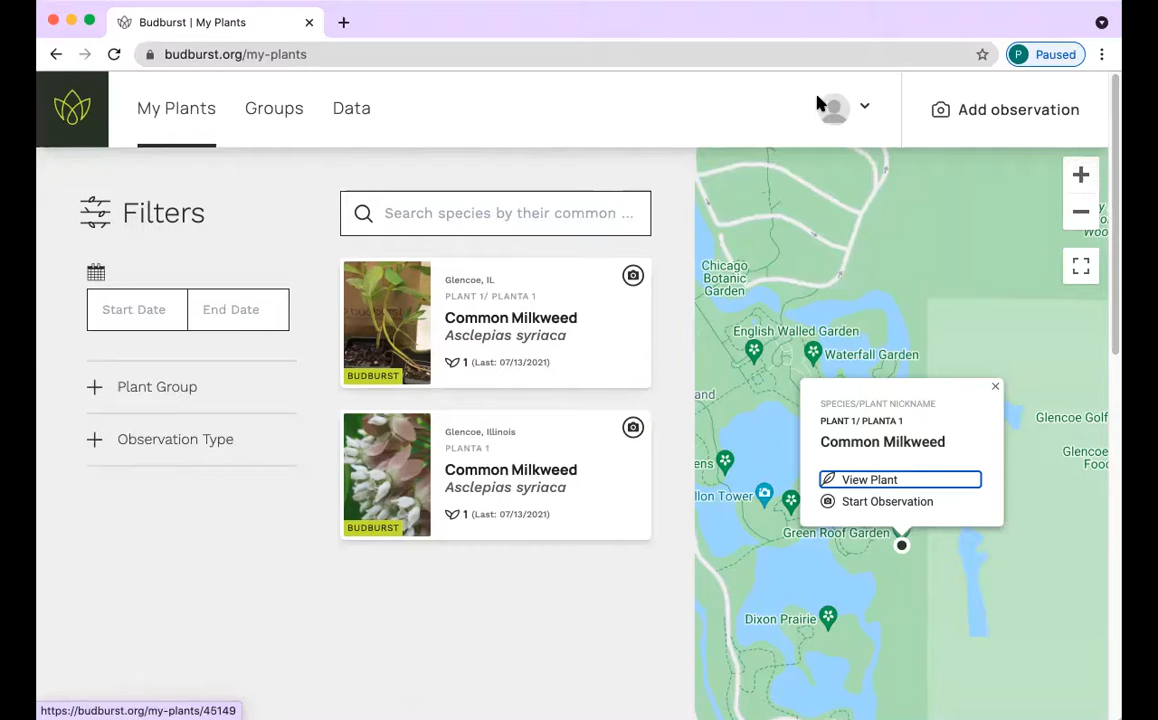 Budburst | My Plants
budburst.org/my-plants
P Paused
My Plants
Groups
Data
Add observation
Filters
Start Date
End Date
Plant Group
Observation Type
Search species by their common ...
Glencoe, IL
PLANT 1/ PLANTA 1
Common Milkweed
Asclepias syriaca
1 (Last: 07/13/2021)
BUDBURST
Glencoe, Illinois
PLANTA 1
Common Milkweed
Asclepias syriaca
1 (Last: 07/13/2021)
BUDBURST
Chicago
Botanic
Garden
English Walled Garden
Waterfall Garden
SPECIES/PLANT NICKNAME
PLANT 1/ PLANTA 1
Common Milkweed
View Plant
Start Observation
Glencoe Golf
Green Roof Garden
Dixon Prairie
https://budburst.org/my-plants/45149